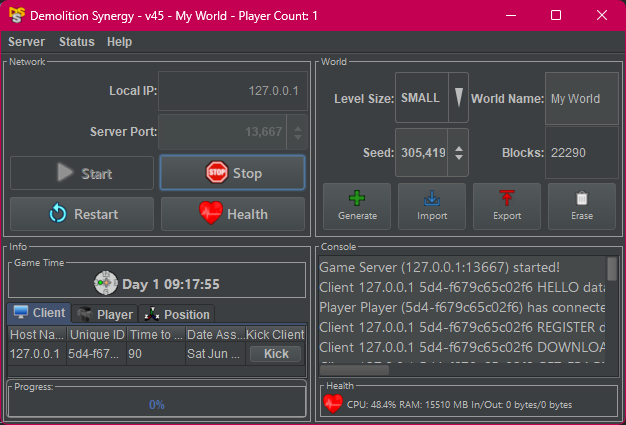 Demolition Synergy - v45 - My World - Player Count: 1
Server Status Help
Network
Local IP: 127.0.0.1
Server Port: 13,667
Start Stop
Restart Health
World
Level Size: SMALL World Name: My World
Seed: 305,419 Blocks: 22290
Generate Import Export Erase
Info
Game Time
Day 1 09:17:55
Client Player Position
Host Na... Unique ID Time to ... Date Ass... Kick Client
127.0.0.1 5d4-f67... 90 Sat Jun ... Kick
Progress:
0%
Console
Game Server (127.0.0.1:13667) started!
Client 127.0.0.1 5d4-f679c65c02f6 HELLO data
Player Player (5d4-f679c65c02f6) has connecte
Client 127.0.0.1 5d4-f679c65c02f6 REGISTER d
Client 127.0.0.1 5d4-f679c65c02f6 DOWNLOA
Health
CPU: 48.4% RAM: 15510 MB In/Out: 0 bytes/0 bytes